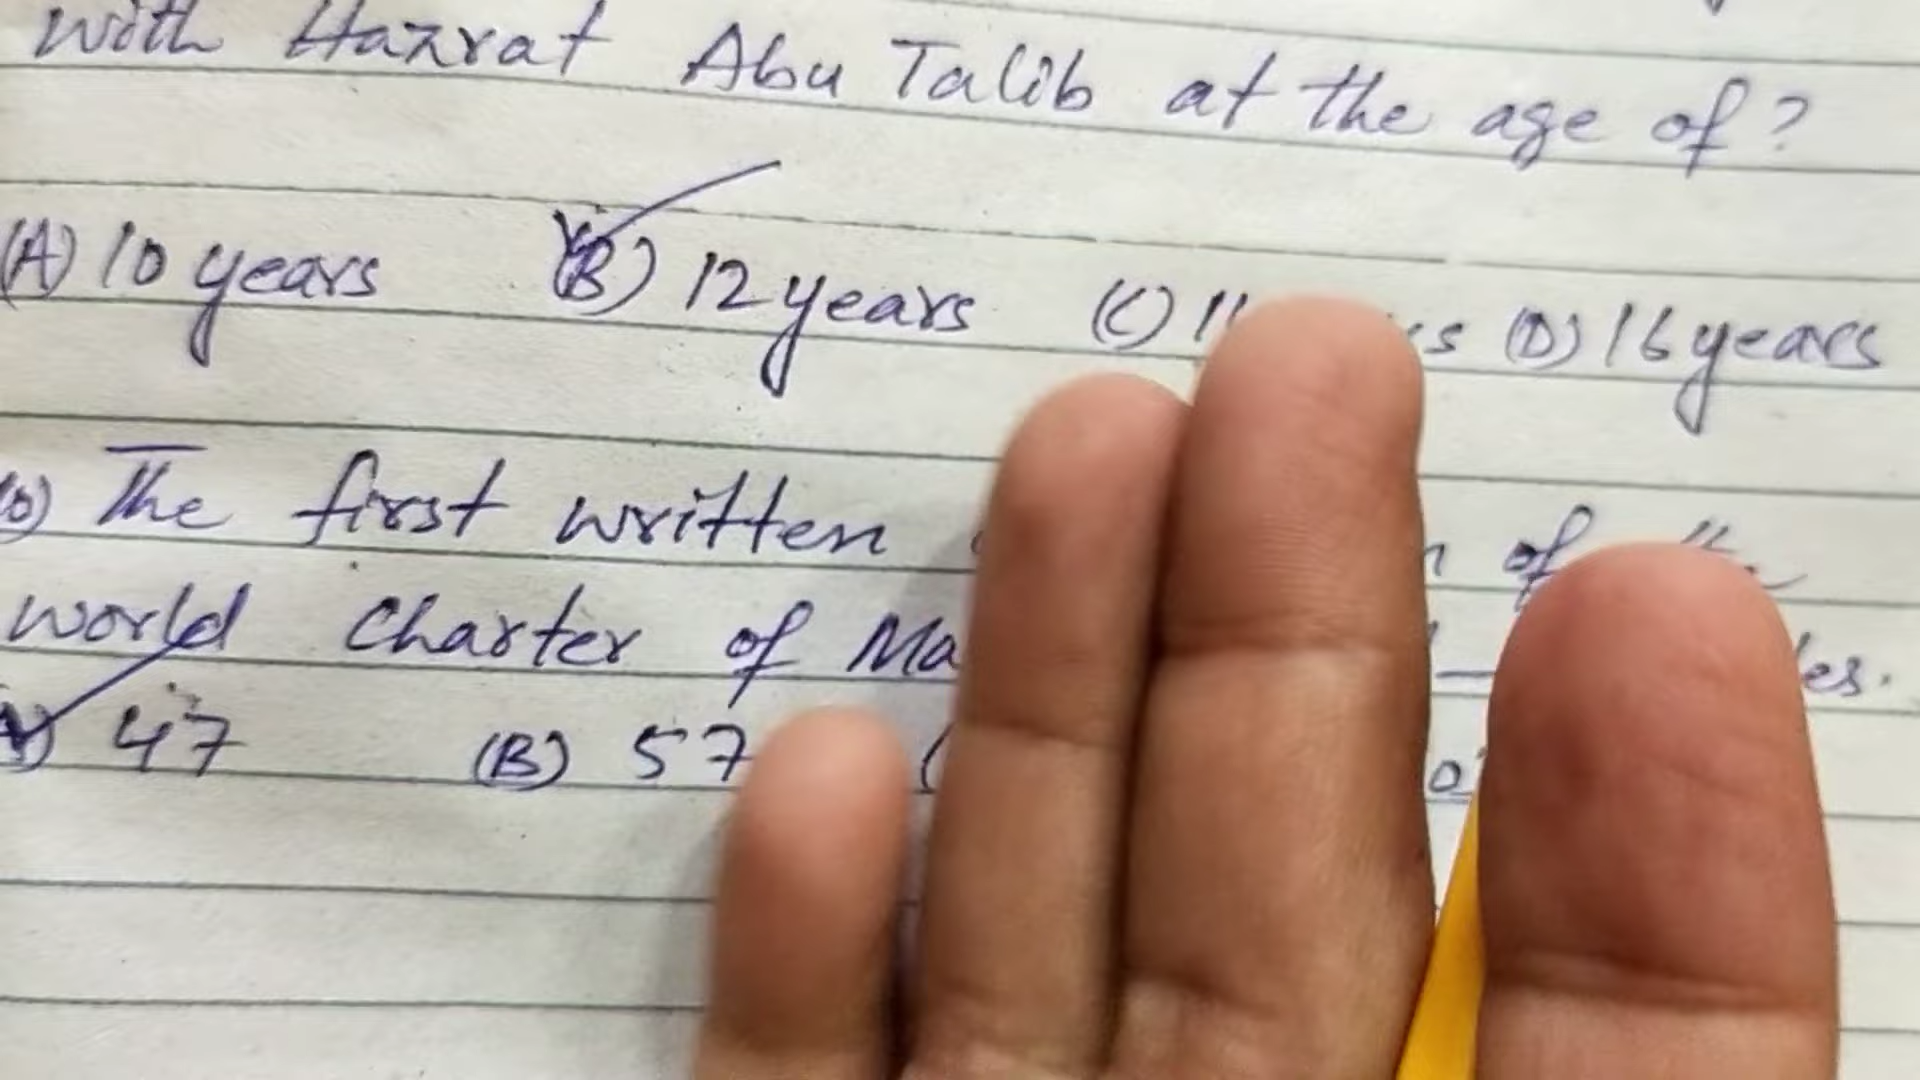 with Hazrat Abu Talib at the age of?
(A) 10 years (B) 12 years (C) (D) 16 years
The first written of
world Charter of
47 (B) 57